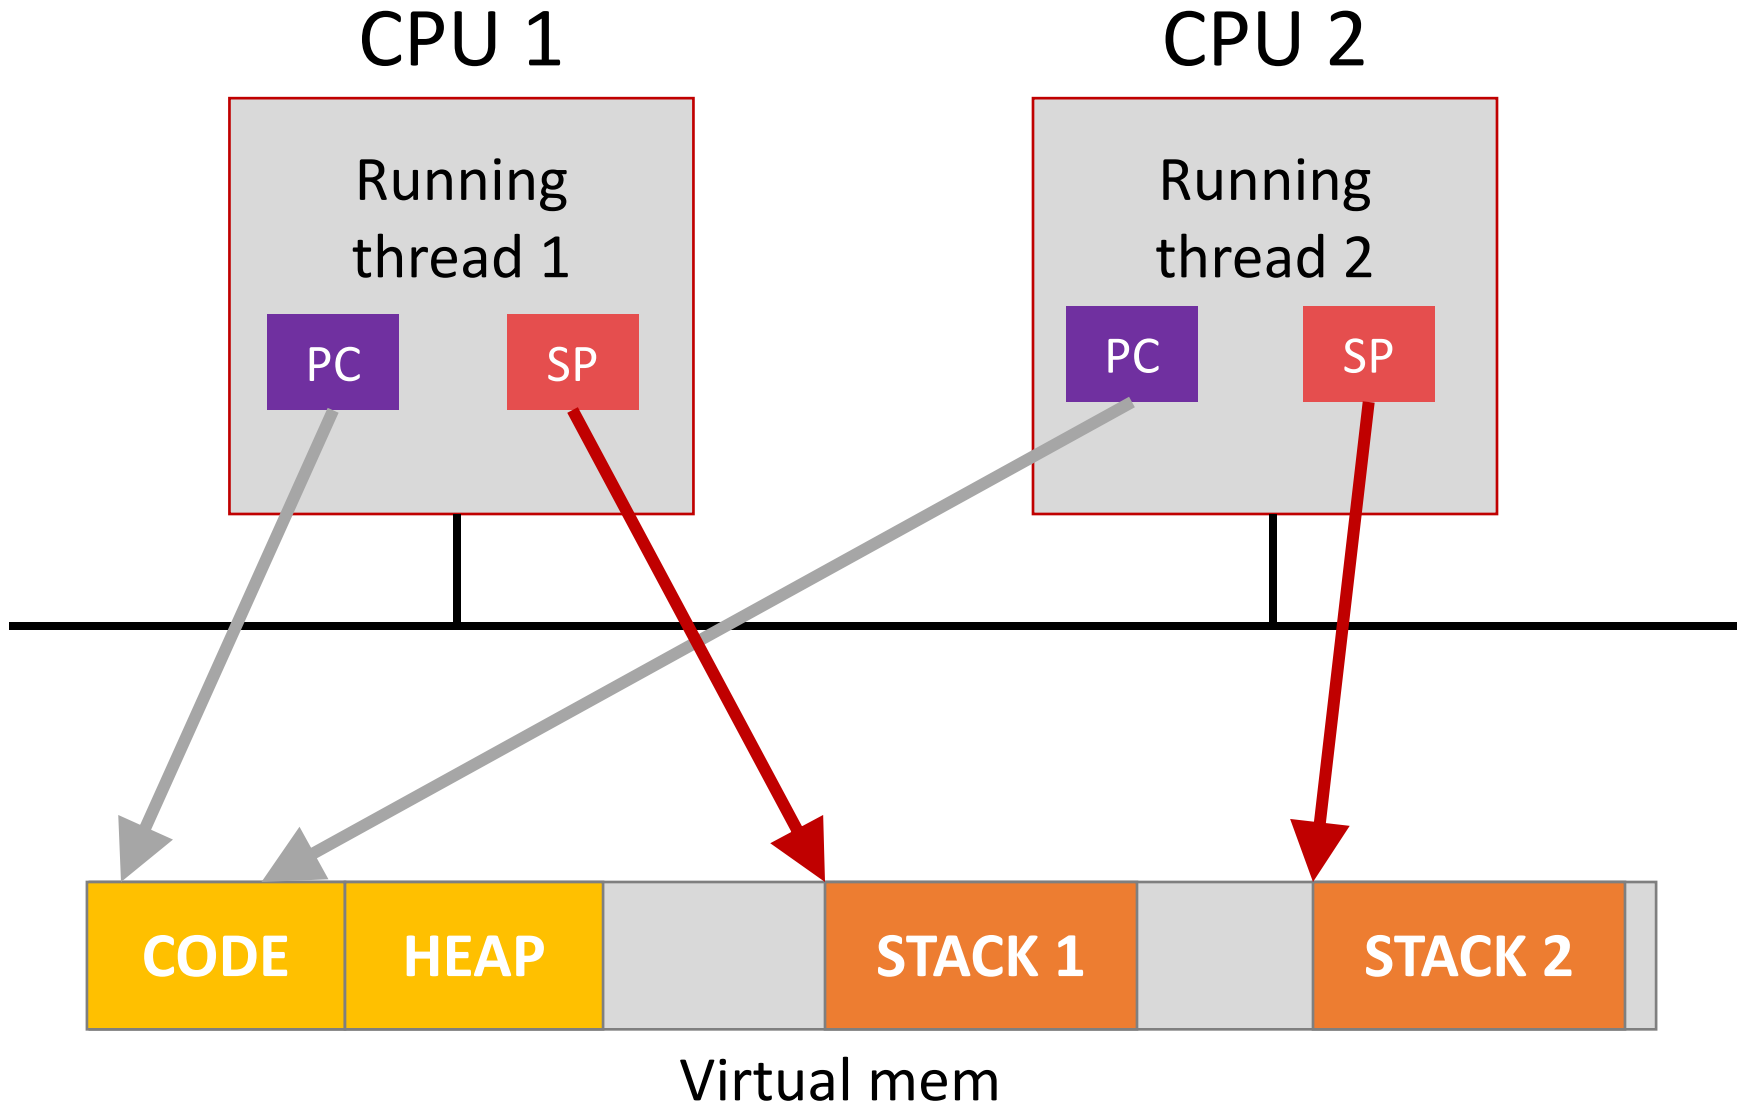 CPU 1
CPU 2
Running
thread 1
PC
SP
Running
thread 2
PC
SP
CODE
HEAP
STACK 1
STACK 2
Virtual mem